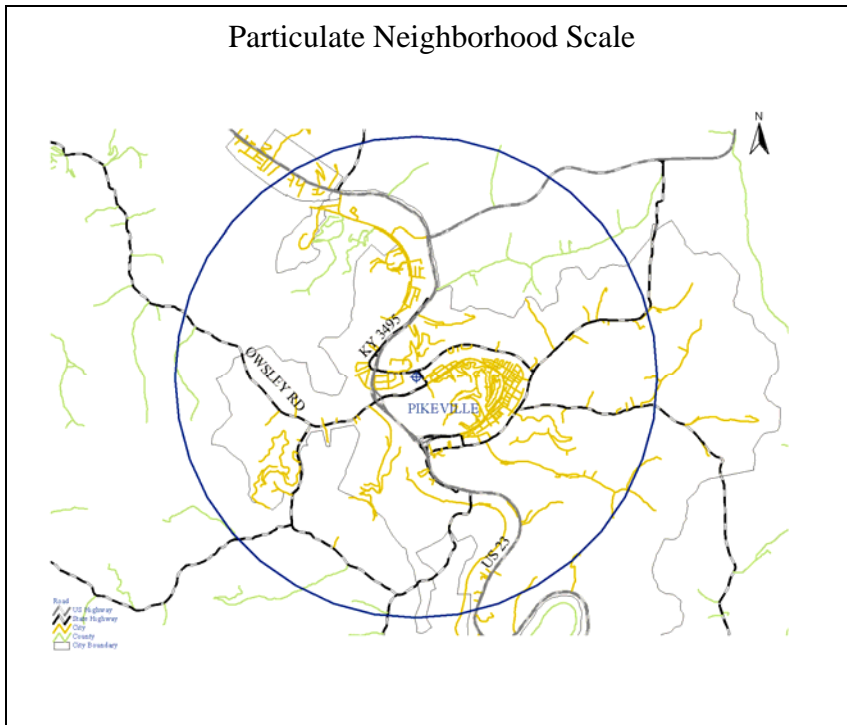 Particulate Neighborhood Scale
N
KY 3495
OWSLEY RD
PIKEVILLE
US 23
Road
US Highway
State Highway
City
County
City Boundary